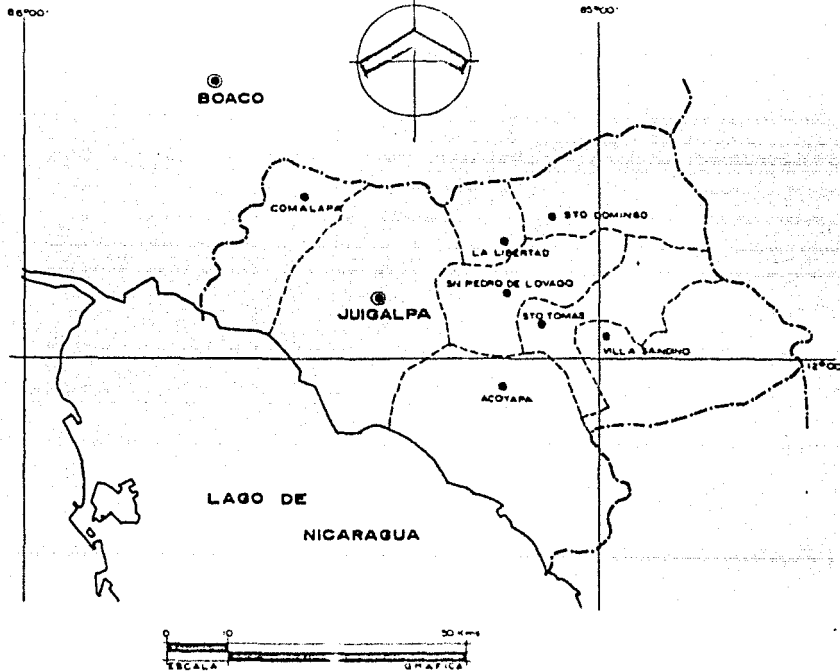 86°00'
85°00'
BOACO
COMALAPA
STO DOMINGO
LA LIBERTAD
SN PEDRO DE LOVAGO
JUIGALPA
STO TOMAS
VILLA SANDINO
12°00'
ACOYAPA
LAGO DE
NICARAGUA
0 10 50 Kms
ESCALA GRAFICA